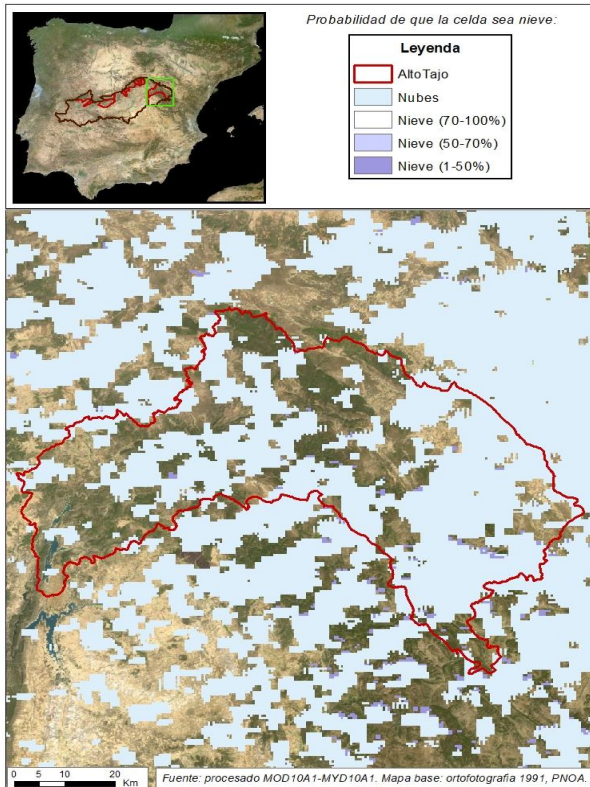 Probabilidad de que la celda sea nieve:
Leyenda
AltoTajo
Nubes
Nieve (70-100%)
Nieve (50-70%)
Nieve (1-50%)
0 5 10 20
Km
Fuente: procesado MOD10A1-MYD10A1. Mapa base: ortofotografia 1991, PNOA.